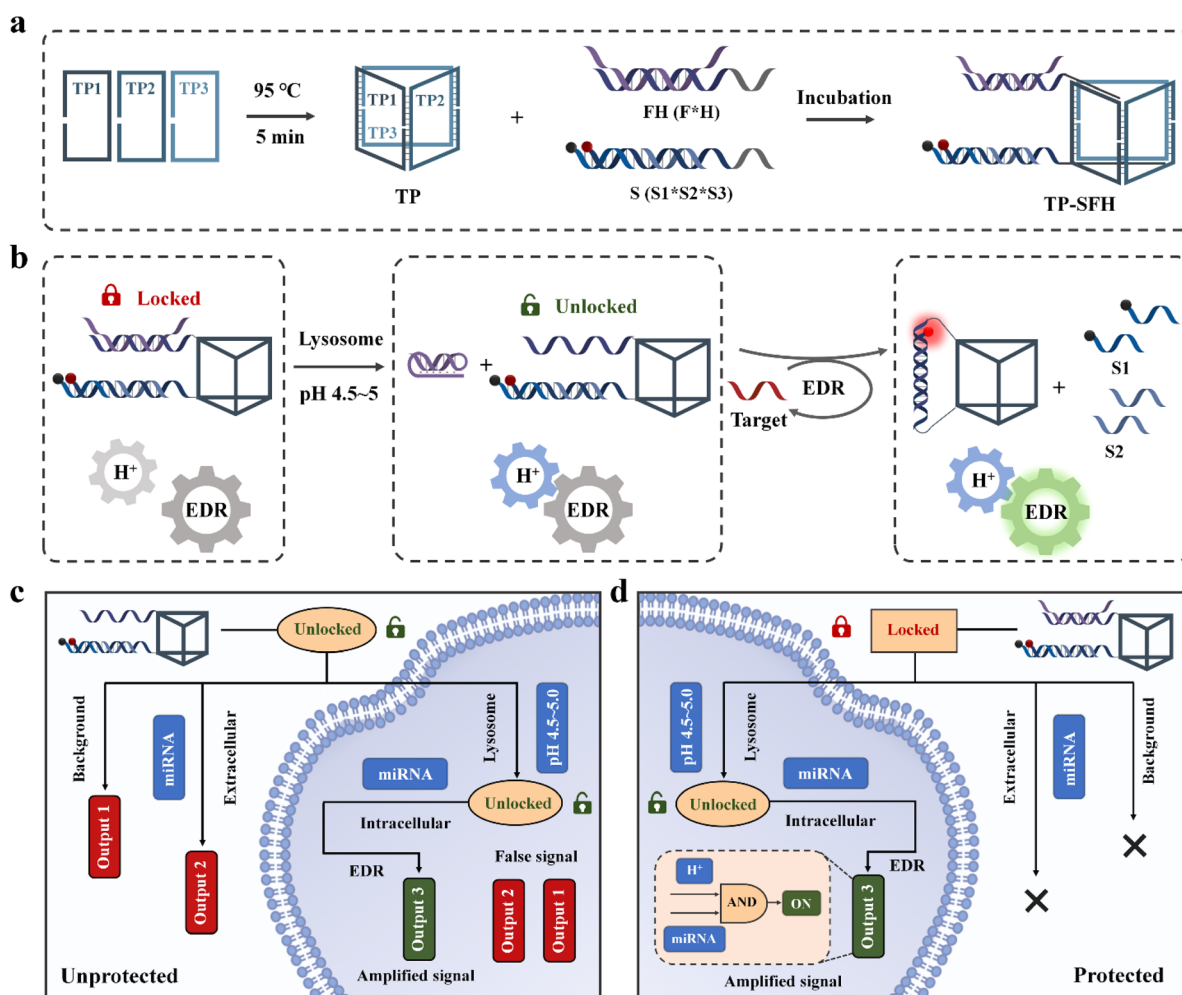 a
TP1
TP2
TP3
95 °C
5 min
TP1
TP2
TP3
TP
+
FH (F*H)
S (S1*S2*S3)
Incubation
TP-SFH
b
Locked
Lysosome
pH 4.5~5
H+
EDR
Unlocked
+
H+
EDR
Target
EDR
+
S1
S2
H+
EDR
c
Unlocked
Background
miRNA
Extracellular
Lysosome
pH 4.5~5.0
Output 1
Output 2
miRNA
Unlocked
Intracellular
EDR
False signal
Output 3
Output 2
Output 1
Amplified signal
Unprotected
d
Locked
pH 4.5~5.0
Lysosome
miRNA
Extracellular
miRNA
Background
Unlocked
Intracellular
EDR
H+
AND
ON
miRNA
Output 3
Amplified signal
Protected